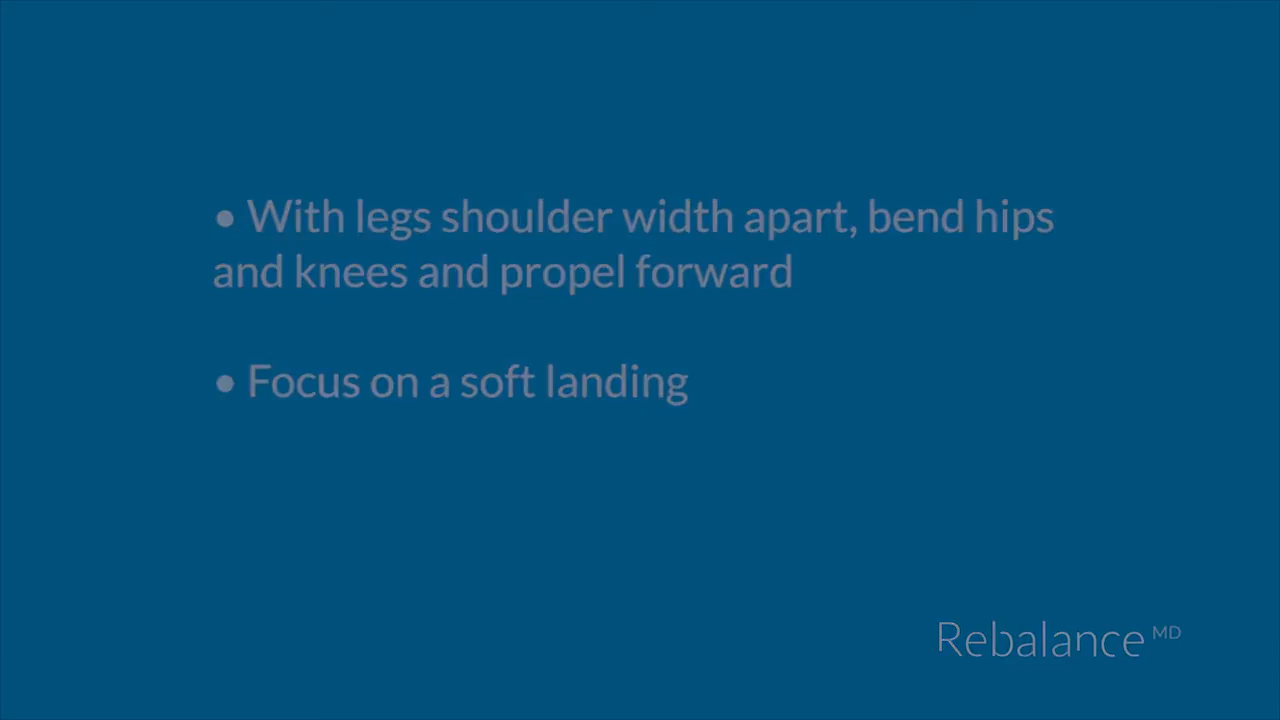 • With legs shoulder width apart, bend hips
and knees and propel forward
• Focus on a soft landing
Rebalance MD